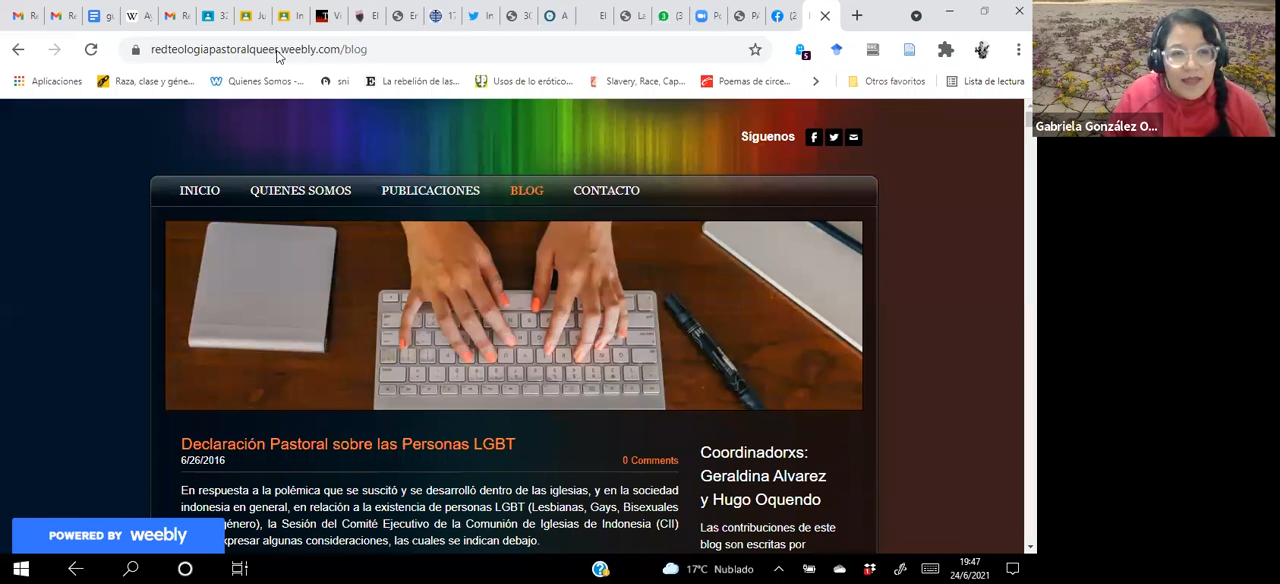 redteologiapastoralqueer.weebly.com/blog
Aplicaciones
Raza, clase y géne...
Quienes Somos -...
sni
La rebelión de las...
Usos de lo erótico...
Slavery, Race, Cap...
Poemas de circe...
Otros favoritos
Lista de lectura
Gabriela González O...
Síguenos
INICIO
QUIENES SOMOS
PUBLICACIONES
BLOG
CONTACTO
Declaración Pastoral sobre las Personas LGBT
6/26/2016
0 Comments
En respuesta a la polémica que se suscitó y se desarrolló dentro de las iglesias, y en la sociedad
indonesia en general, en relación a la existencia de personas LGBT (Lesbianas, Gays, Bisexuales
género), la Sesión del Comité Ejecutivo de la Comunión de Iglesias de Indonesia (CII)
expresar algunas consideraciones, las cuales se indican debajo.
Coordinadorxs:
Geraldina Alvarez
y Hugo Oquendo
Las contribuciones de este
blog son escritas por
POWERED BY weebly
17°C Nublado
19:47
24/6/2021